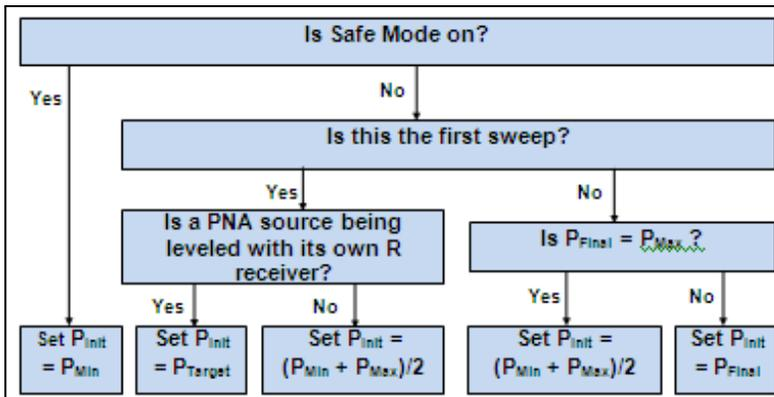 Is Safe Mode on?
Yes
No
Is this the first sweep?
Yes
No
Is a PNA source being
leveled with its own R
receiver?
Is PFinal = PMax ?
Yes
No
Yes
No
Set PInit
= PMin
Set PInit
= PTarget
Set PInit =
(PMin + PMax)/2
Set PInit =
(PMin + PMax)/2
Set PInit
= PFinal